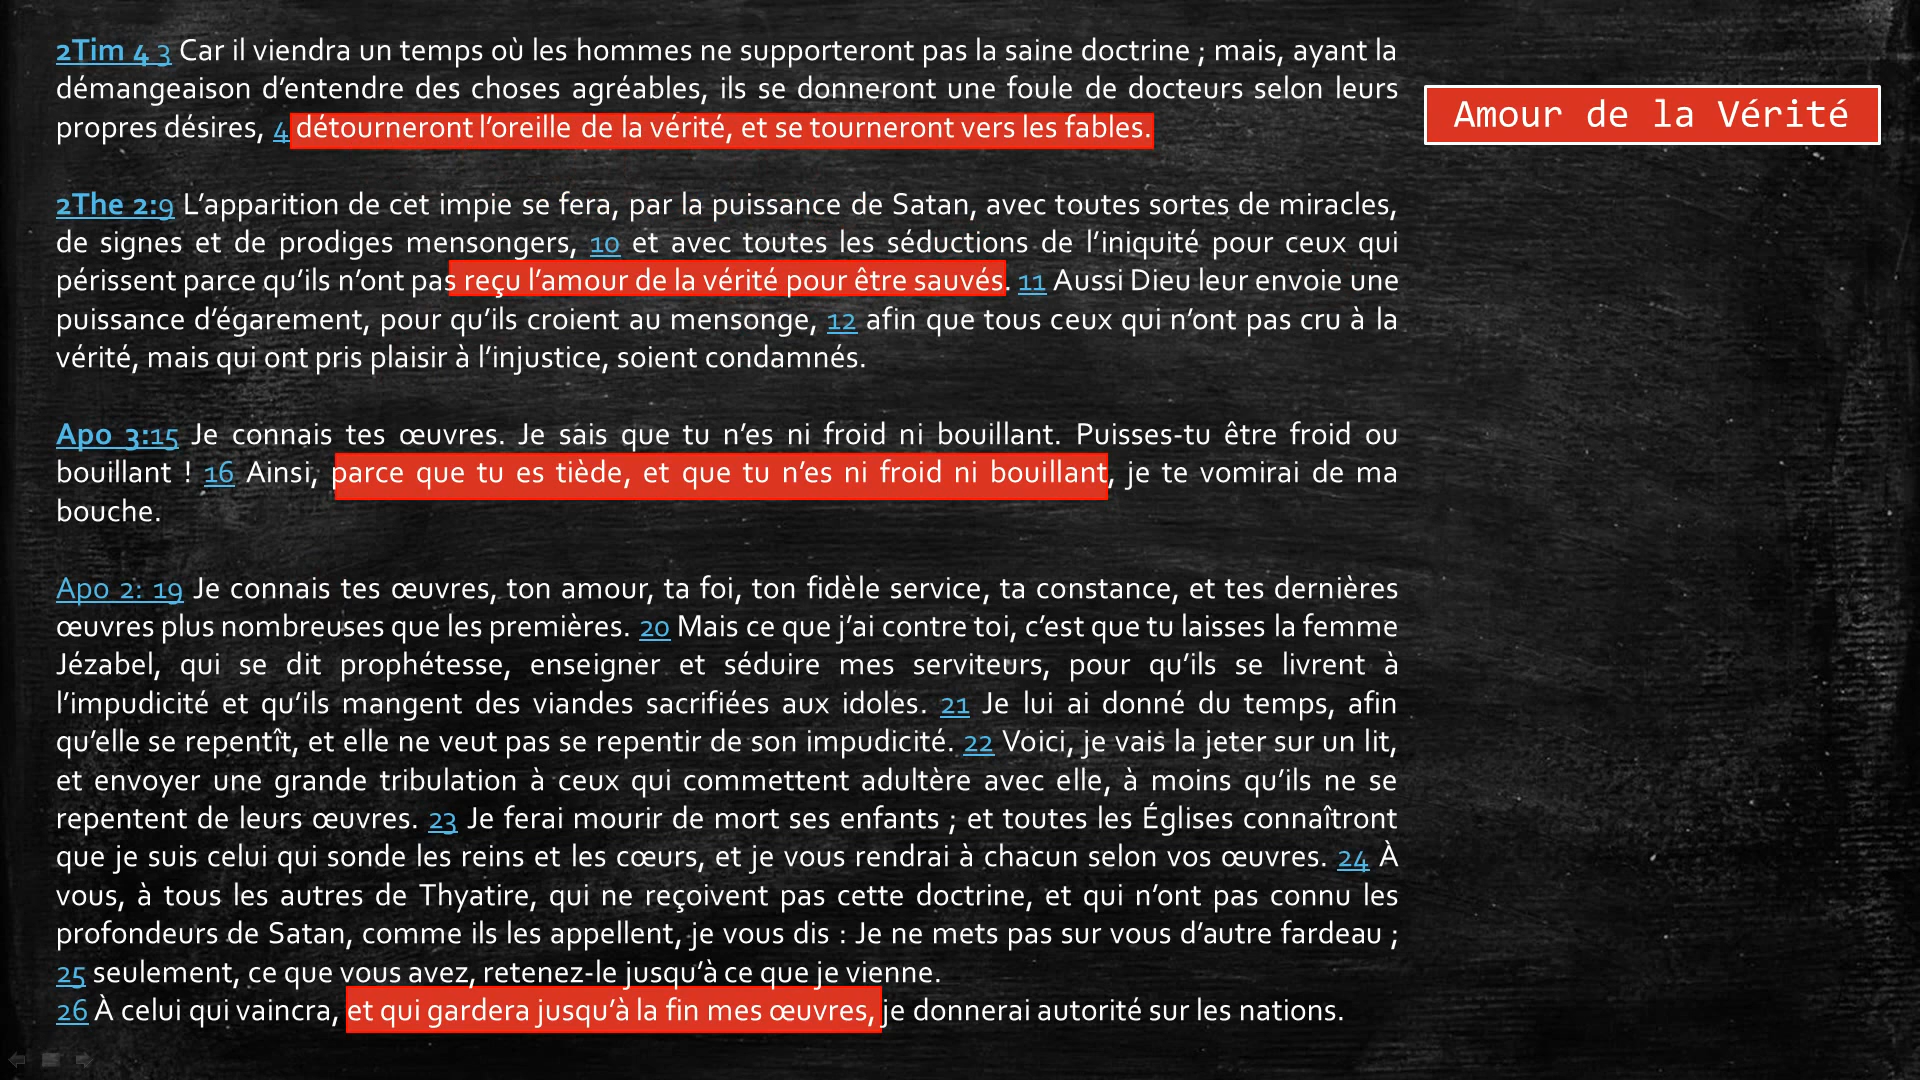 2Tim 4 3 Car il viendra un temps où les hommes ne supporteront pas la saine doctrine ; mais, ayant la
démangeaison d’entendre des choses agréables, ils se donneront une foule de docteurs selon leurs
propres désires, 4 détourneront l’oreille de la vérité, et se tourneront vers les fables.
Amour de la Vérité
2The 2:9 L’apparition de cet impie se fera, par la puissance de Satan, avec toutes sortes de miracles,
de signes et de prodiges mensongers, 10 et avec toutes les séductions de l’iniquité pour ceux qui
périssent parce qu’ils n’ont pas reçu l’amour de la vérité pour être sauvés. 11 Aussi Dieu leur envoie une
puissance d’égarement, pour qu’ils croient au mensonge, 12 afin que tous ceux qui n’ont pas cru à la
vérité, mais qui ont pris plaisir à l’injustice, soient condamnés.
Apo 3:15 Je connais tes œuvres. Je sais que tu n’es ni froid ni bouillant. Puisses-tu être froid ou
bouillant ! 16 Ainsi, parce que tu es tiède, et que tu n’es ni froid ni bouillant, je te vomirai de ma
bouche.
Apo 2: 19 Je connais tes œuvres, ton amour, ta foi, ton fidèle service, ta constance, et tes dernières
œuvres plus nombreuses que les premières. 20 Mais ce que j’ai contre toi, c’est que tu laisses la femme
Jézabel, qui se dit prophétesse, enseigner et séduire mes serviteurs, pour qu’ils se livrent à
l’impudicité et qu’ils mangent des viandes sacrifiées aux idoles. 21 Je lui ai donné du temps, afin
qu’elle se repentît, et elle ne veut pas se repentir de son impudicité. 22 Voici, je vais la jeter sur un lit,
et envoyer une grande tribulation à ceux qui commettent adultère avec elle, à moins qu’ils ne se
repentent de leurs œuvres. 23 Je ferai mourir de mort ses enfants ; et toutes les Églises connaîtront
que je suis celui qui sonde les reins et les cœurs, et je vous rendrai à chacun selon vos œuvres. 24 À
vous, à tous les autres de Thyatire, qui ne reçoivent pas cette doctrine, et qui n’ont pas connu les
profondeurs de Satan, comme ils les appellent, je vous dis : Je ne mets pas sur vous d’autre fardeau ;
25 seulement, ce que vous avez, retenez-le jusqu’à ce que je vienne.
26 À celui qui vaincra, et qui gardera jusqu’à la fin mes œuvres, je donnerai autorité sur les nations.